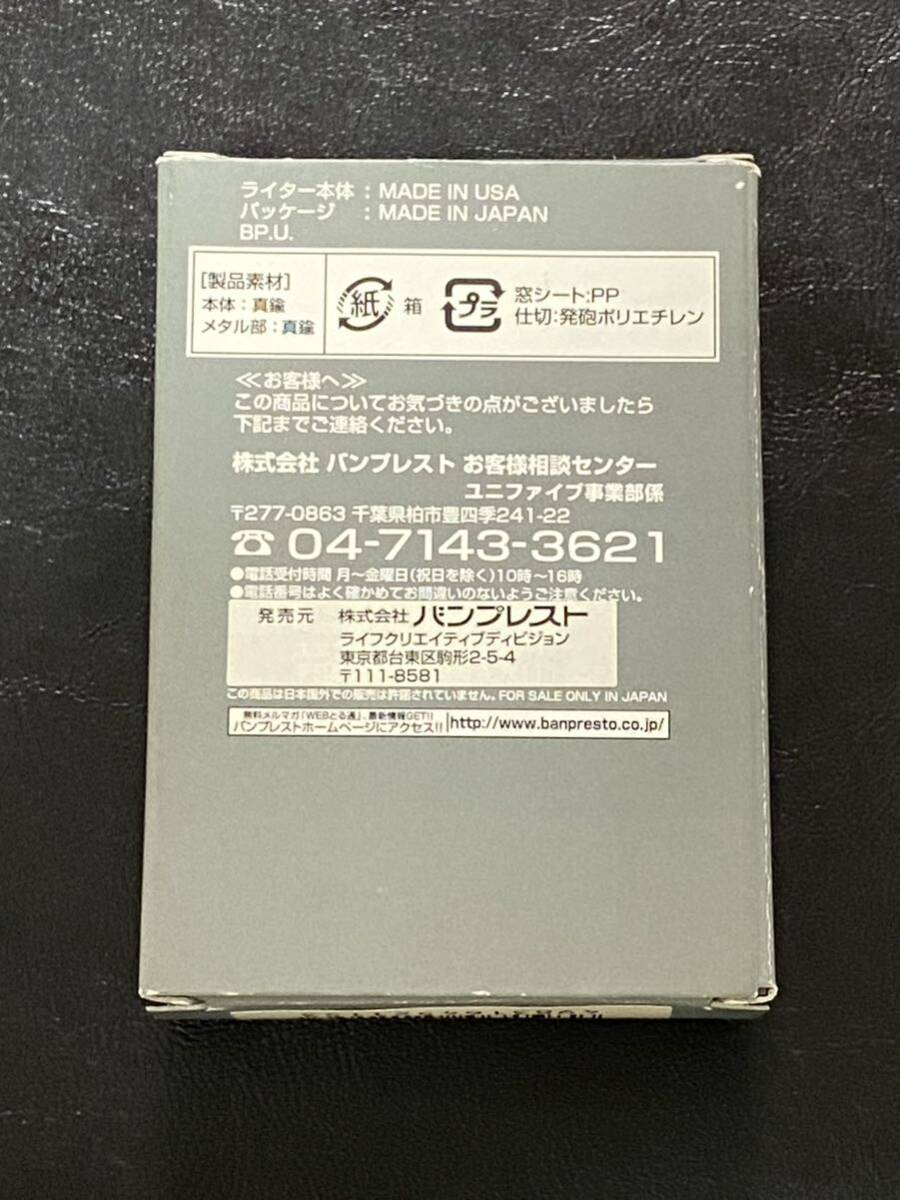 ライター本体 : MADE IN USA
パッケージ : MADE IN JAPAN
BP.U.
[製品素材]
本体:真鍮
メタル部:真鍮
紙 箱
プラ
窓シート:PP
仕切:発砲ポリエチレン
≪お客様へ≫
この商品についてお気づきの点がございましたら
下記までご連絡ください。
株式会社 バンプレスト お客様相談センター
ユニファイブ事業部係
〒277-0863 千葉県柏市豊四季241-22
☎ 04-7143-3621
●電話受付時間 月~金曜日(祝日を除く)10時~16時
●電話番号はよく確かめてお間違いのないようご注意ください。
発売元 株式会社バンプレスト
ライフクリエイティブディビジョン
東京都台東区駒形2-5-4
〒111-8581
この商品は日本国外での販売は許諾されていません。FOR SALE ONLY IN JAPAN
無料メルマガ「WEBとる通」、最新情報GET!!
バンプレストホームページにアクセス!!
http://www.banpresto.co.jp/